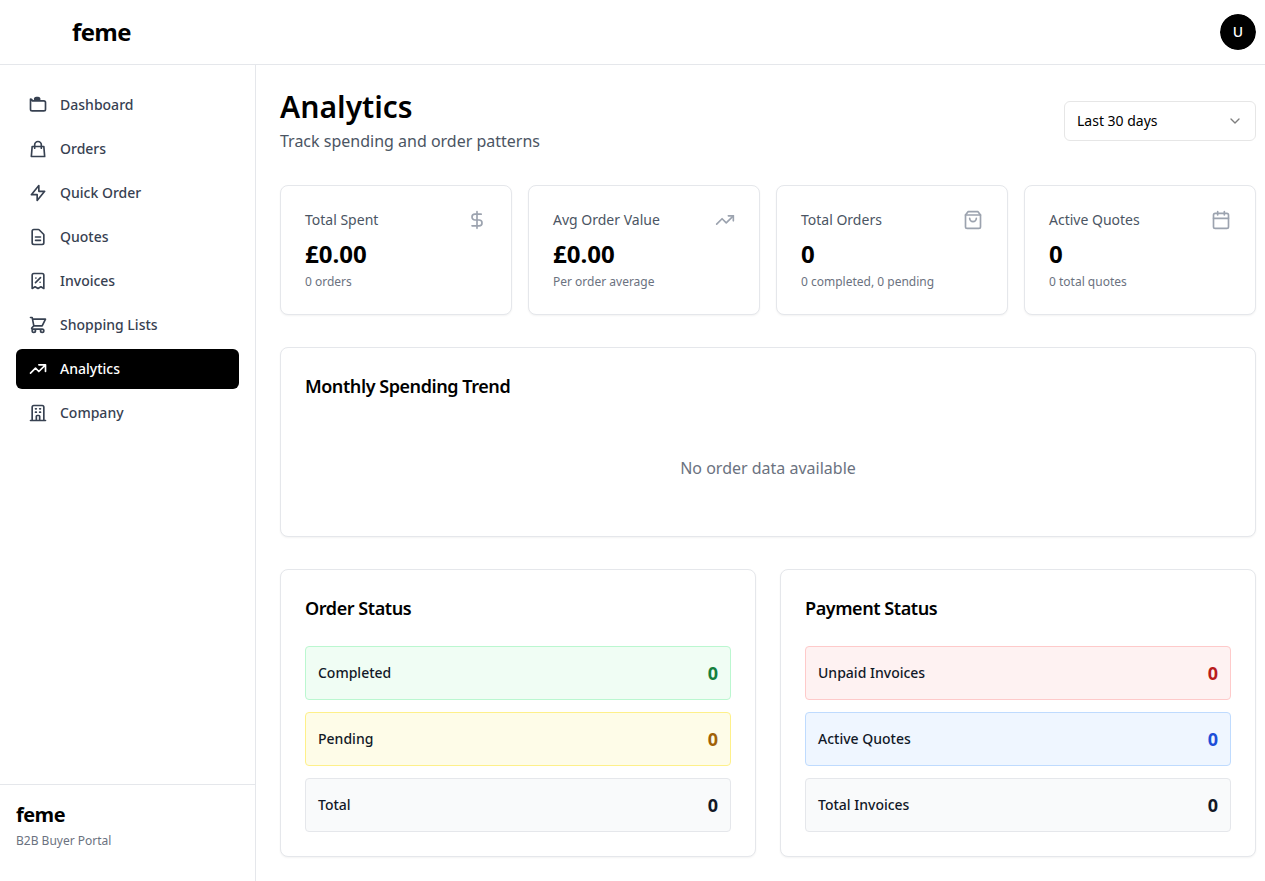 feme
U
Dashboard
Orders
Quick Order
Quotes
Invoices
Shopping Lists
Analytics
Company
feme
B2B Buyer Portal
Analytics
Track spending and order patterns
Last 30 days
Total Spent
£0.00
0 orders
Avg Order Value
£0.00
Per order average
Total Orders
0
0 completed, 0 pending
Active Quotes
0
0 total quotes
Monthly Spending Trend
No order data available
Order Status
Completed 0
Pending 0
Total 0
Payment Status
Unpaid Invoices 0
Active Quotes 0
Total Invoices 0